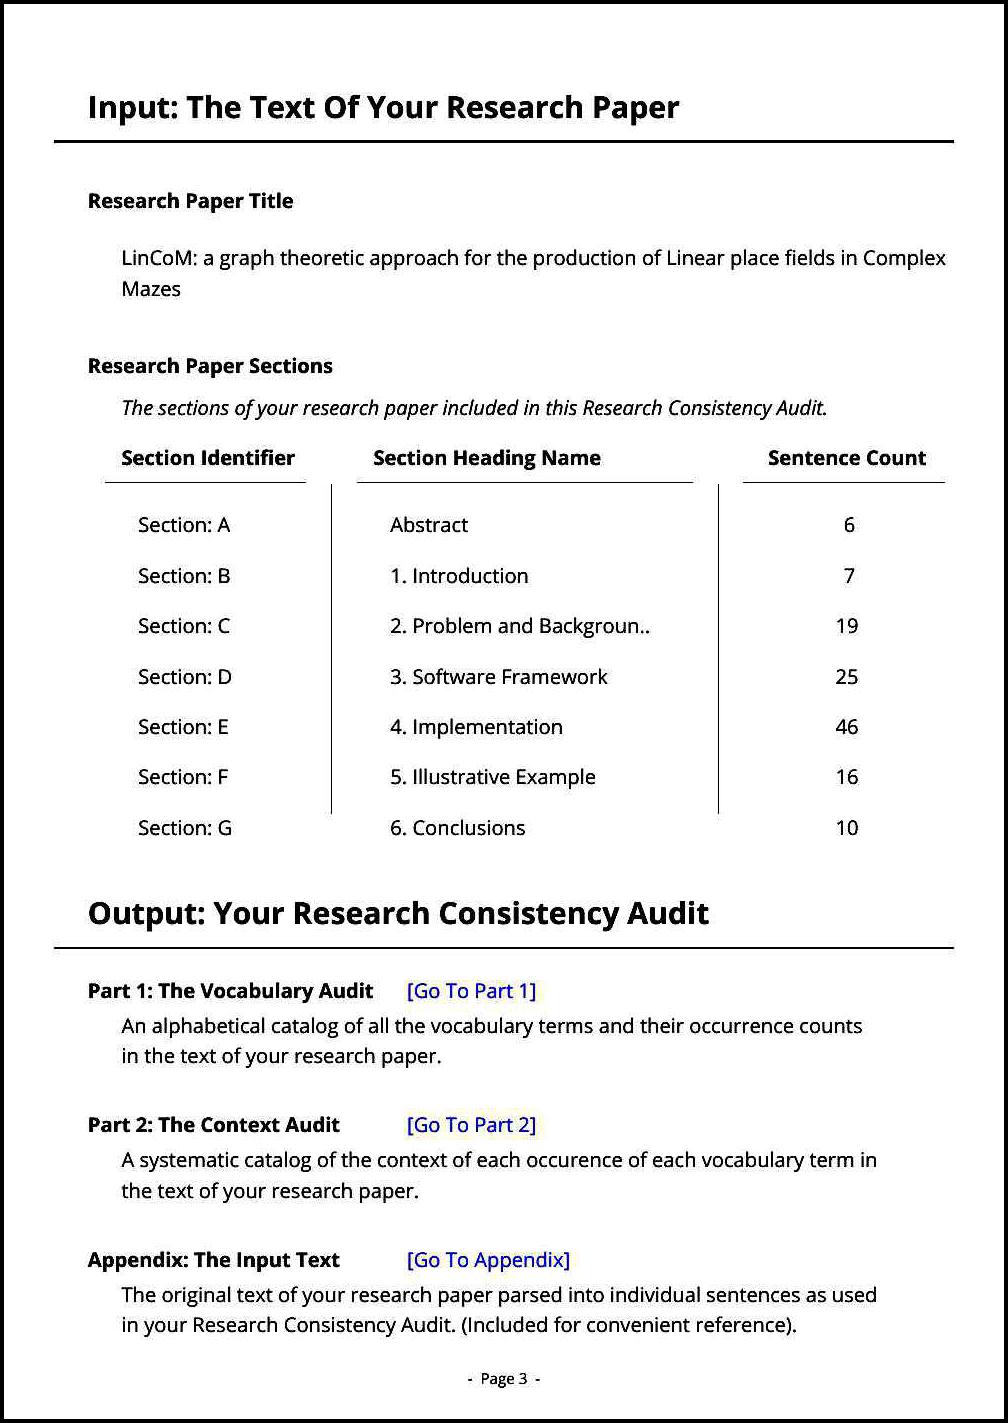 Input: The Text Of Your Research Paper
Research Paper Title
LinCoM: a graph theoretic approach for the production of Linear place fields in Complex
Mazes
Research Paper Sections
The sections of your research paper included in this Research Consistency Audit.
Section Identifier Section Heading Name Sentence Count
Section: A Abstract 6
Section: B 1. Introduction 7
Section: C 2. Problem and Backgroun.. 19
Section: D 3. Software Framework 25
Section: E 4. Implementation 46
Section: F 5. Illustrative Example 16
Section: G 6. Conclusions 10
Output: Your Research Consistency Audit
Part 1: The Vocabulary Audit [Go To Part 1]
An alphabetical catalog of all the vocabulary terms and their occurrence counts
in the text of your research paper.
Part 2: The Context Audit [Go To Part 2]
A systematic catalog of the context of each occurence of each vocabulary term in
the text of your research paper.
Appendix: The Input Text [Go To Appendix]
The original text of your research paper parsed into individual sentences as used
in your Research Consistency Audit. (Included for convenient reference).
- Page 3 -